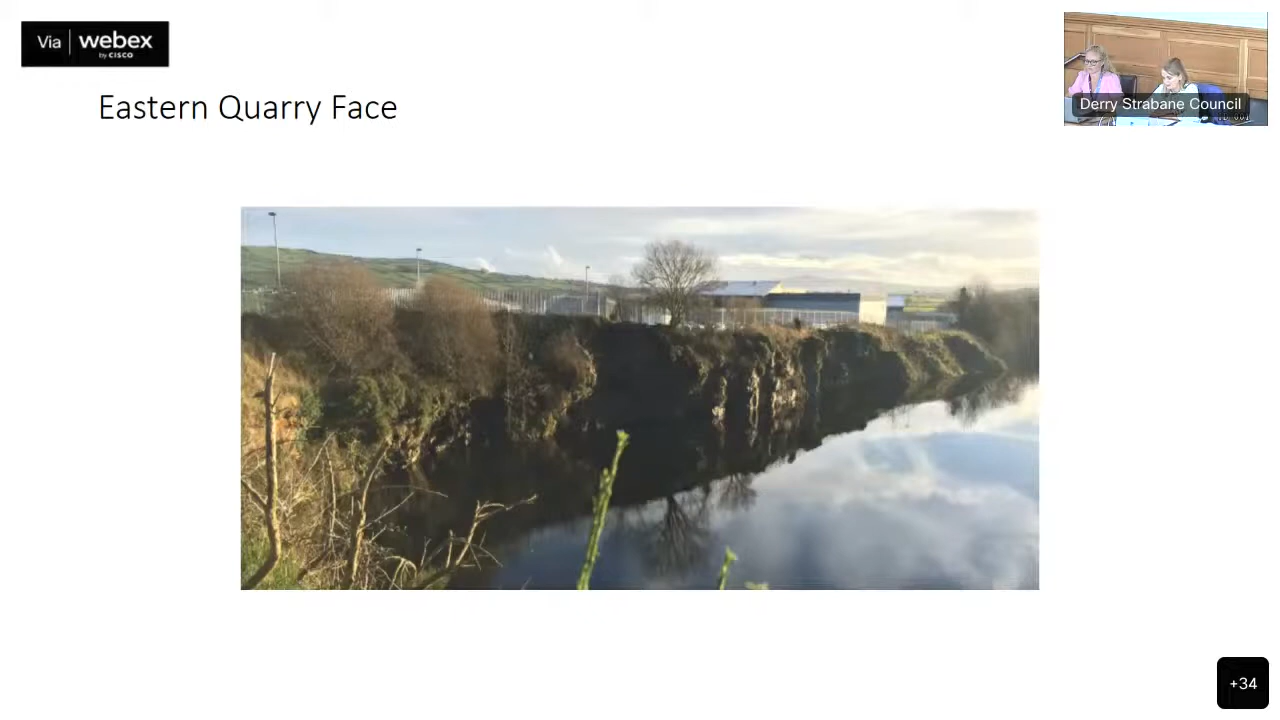 Via | webex
by CISCO
Eastern Quarry Face
Derry Strabane Council
+34